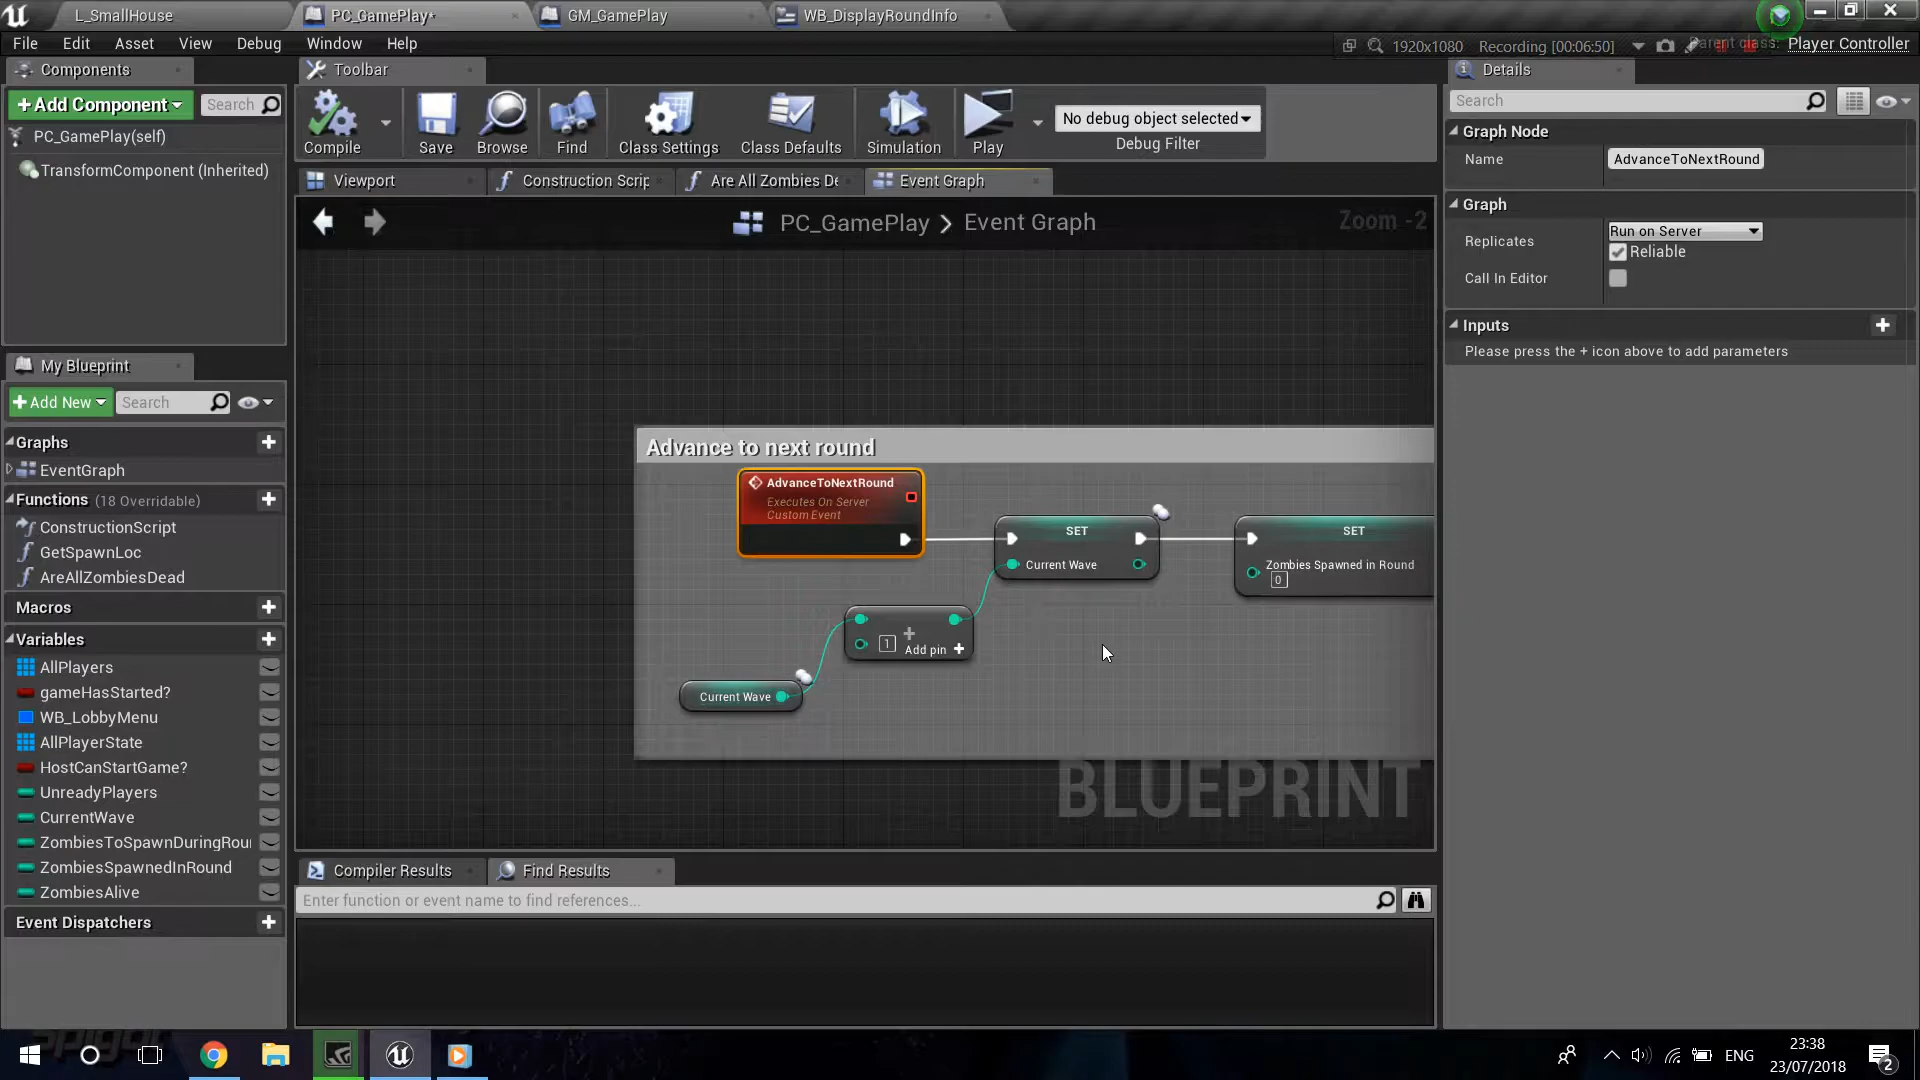 L_SmallHouse
PC_GamePlay*
GM_GamePlay
WB_DisplayRoundInfo
File Edit Asset View Debug Window Help
1920x1080 Recording [00:06:50]
Parent class: Player Controller
Components
Add Component
Search
PC_GamePlay(self)
TransformComponent (Inherited)
My Blueprint
Add New
Search
Graphs
EventGraph
Functions (18 Overridable)
ConstructionScript
GetSpawnLoc
AreAllZombiesDead
Macros
Variables
AllPlayers
gameHasStarted?
WB_LobbyMenu
AllPlayerState
HostCanStartGame?
UnreadyPlayers
CurrentWave
ZombiesToSpawnDuringRou
ZombiesSpawnedInRound
ZombiesAlive
Event Dispatchers
Toolbar
Compile
Save
Browse
Find
Class Settings
Class Defaults
Simulation
Play
No debug object selected
Debug Filter
Viewport
Construction Scrip
Are All Zombies De
Event Graph
PC_GamePlay > Event Graph
Zoom -2
Advance to next round
AdvanceToNextRound
Executes On Server
Custom Event
SET
Current Wave
SET
Zombies Spawned in Round
0
1
Add pin
Current Wave
BLUEPRINT
Compiler Results
Find Results
Enter function or event name to find references...
Details
Search
Graph Node
Name
AdvanceToNextRound
Graph
Replicates
Run on Server
Reliable
Call In Editor
Inputs
Please press the + icon above to add parameters
ENG
23:38
23/07/2018
2